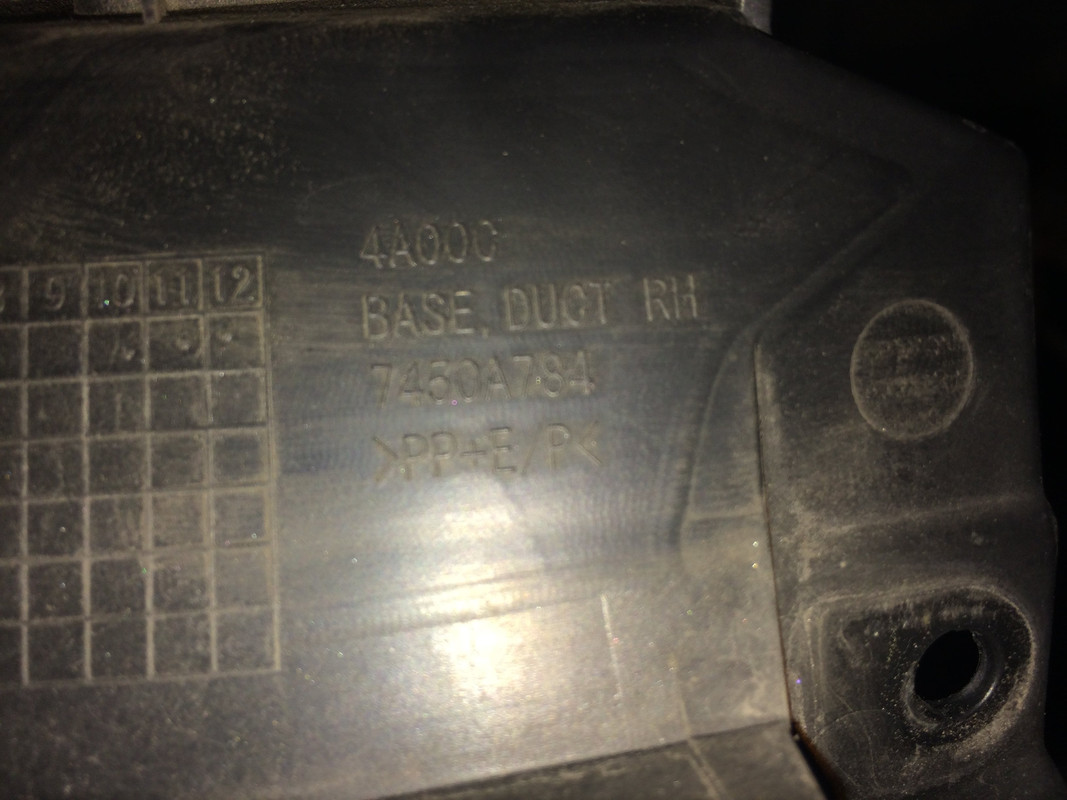 4A00C
BASE, DUCT RH
7450A784
>PP+E/P<
9 10 11 12